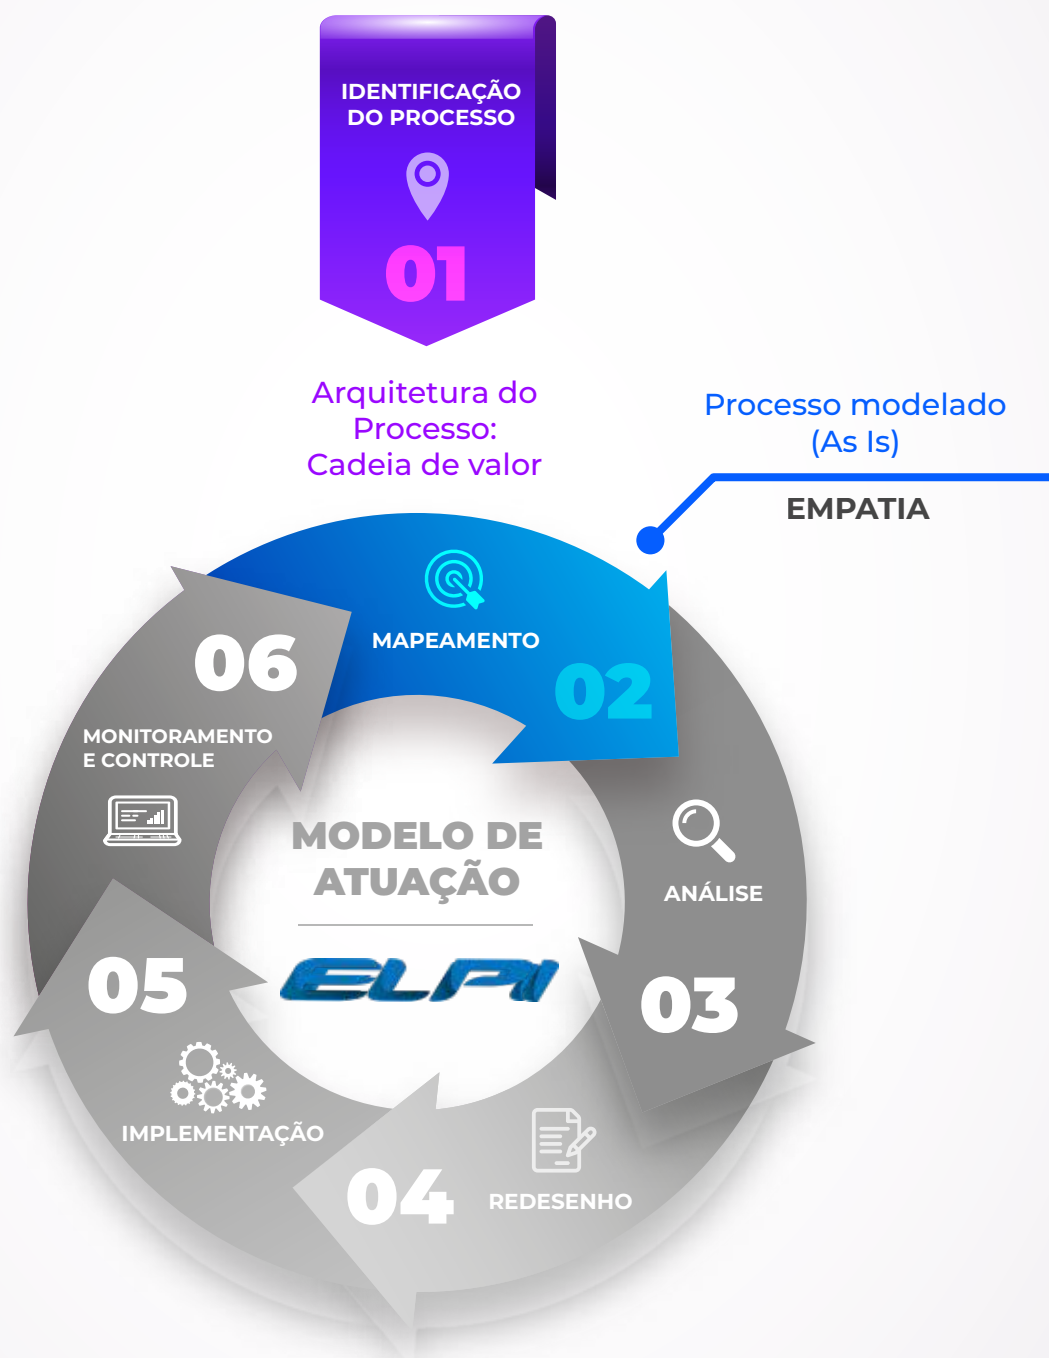 IDENTIFICAÇÃO
DO PROCESSO
01
Arquitetura do
Processo:
Cadeia de valor
Processo modelado
(As Is)
EMPATIA
MAPEAMENTO
02
06
MONITORAMENTO
E CONTROLE
MODELO DE
ATUAÇÃO
ELPI
ANÁLISE
03
05
IMPLEMENTAÇÃO
04
REDESENHO